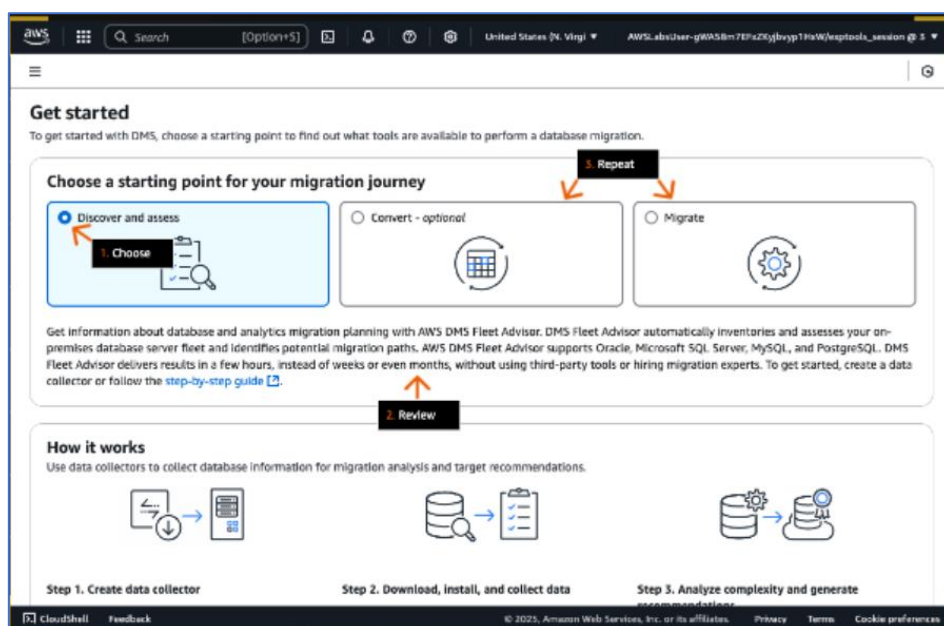 aws
Search [Option+S]
United States (N. Virgi
Get started
To get started with DMS, choose a starting point to find out what tools are available to perform a database migration.
3. Repeat
Choose a starting point for your migration journey
Discover and assess
Convert - optional
Migrate
1. Choose
Get information about database and analytics migration planning with AWS DMS Fleet Advisor. DMS Fleet Advisor automatically inventories and assesses your on-
premises database server fleet and identifies potential migration paths. AWS DMS Fleet Advisor supports Oracle, Microsoft SQL Server, MySQL, and PostgreSQL. DMS
Fleet Advisor delivers results in a few hours, instead of weeks or even months, without using third-party tools or hiring migration experts. To get started, create a data
collector or follow the step-by-step guide.
2. Review
How it works
Use data collectors to collect database information for migration analysis and target recommendations.
Step 1. Create data collector
Step 2. Download, install, and collect data
Step 3. Analyze complexity and generate
recommendations
CloudShell Feedback © 2025, Amazon Web Services, Inc. or its affiliates. Privacy Terms Cookie preferences